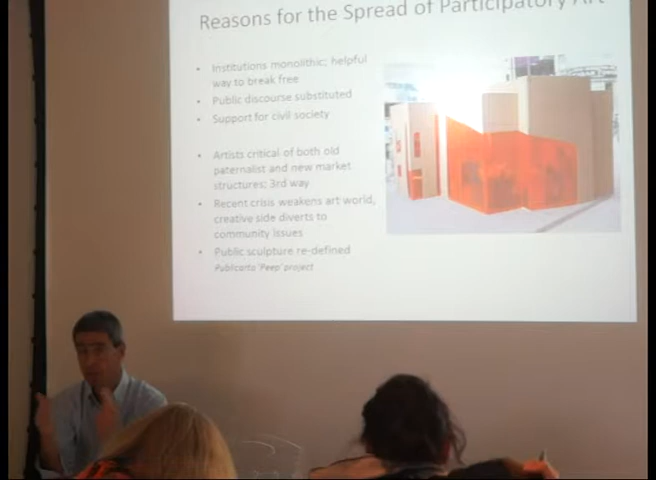 Reasons for the Spread of Participatory Art
• Institutions monolithic; helpful
way to break free
• Public discourse substituted
• Support for civil society
• Artists critical of both old
paternalist and new market
structures: 3rd way
• Recent crisis weakens art world,
creative side diverts to
community issues
• Public sculpture re-defined
Publicarta 'Peep' project